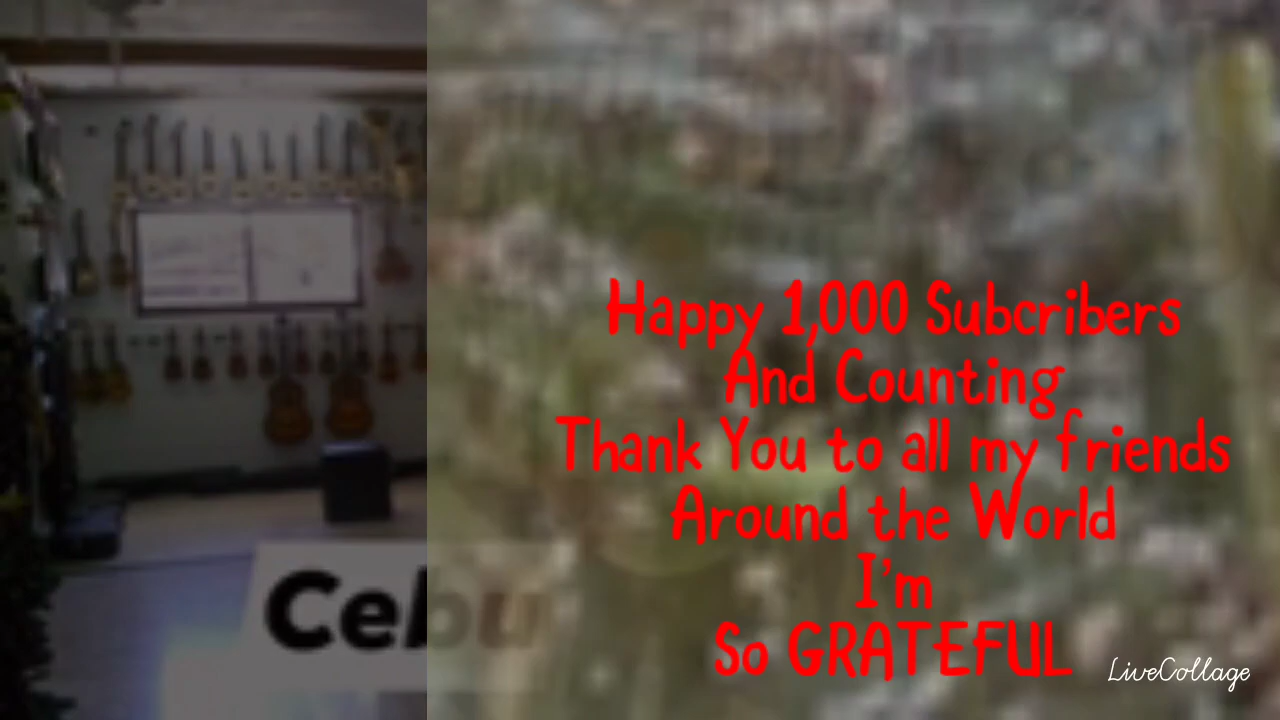 Happy 1,000 Subcribers
And Counting
Thank You to all my friends
Around the World
I'm
So GRATEFUL
Cebu
LiveCollage